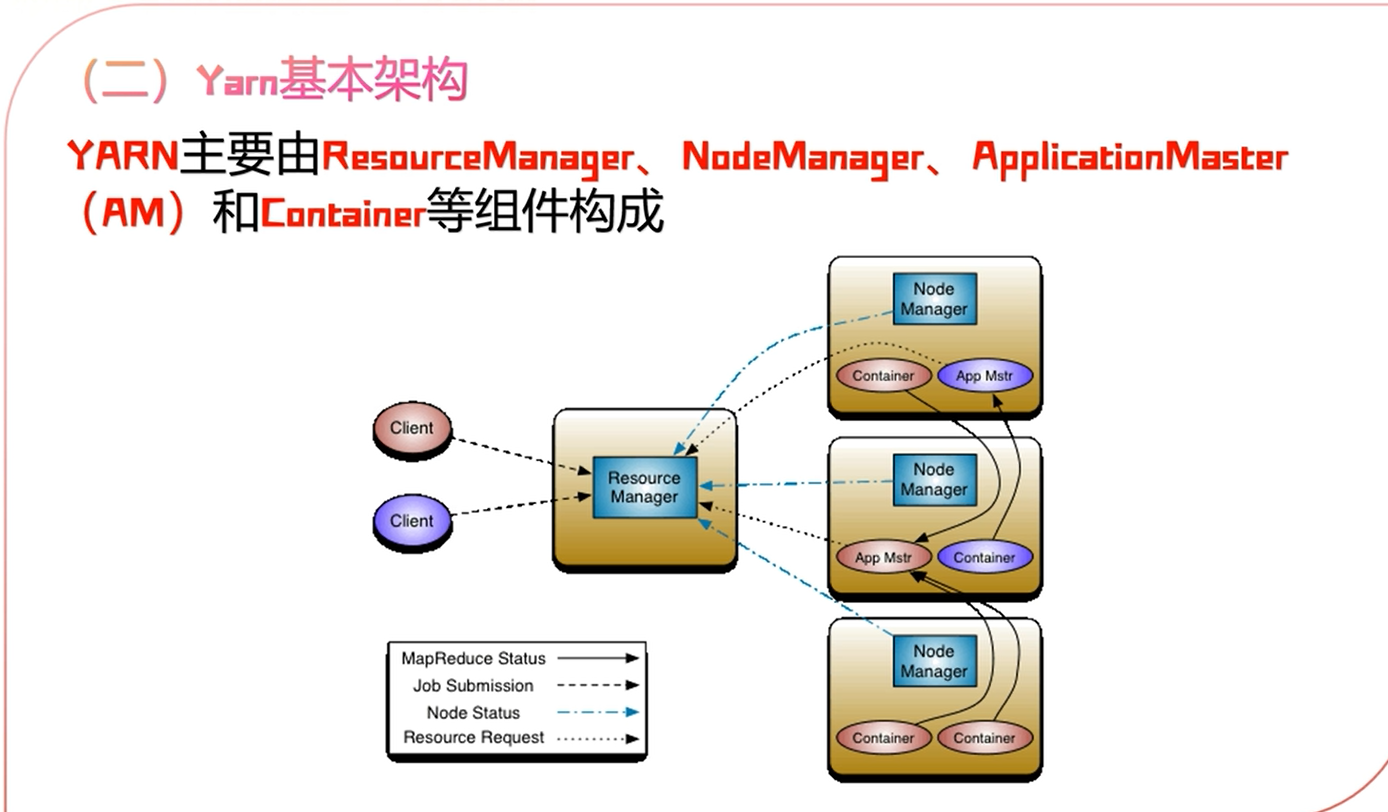 （二）Yarn基本架构
YARN主要由ResourceManager、NodeManager、ApplicationMaster
（AM）和Container等组件构成
Node
Manager
Container
App Mstr
Client
Client
Resource
Manager
Node
Manager
App Mstr
Container
Node
Manager
Container
Container
MapReduce Status
Job Submission
Node Status
Resource Request